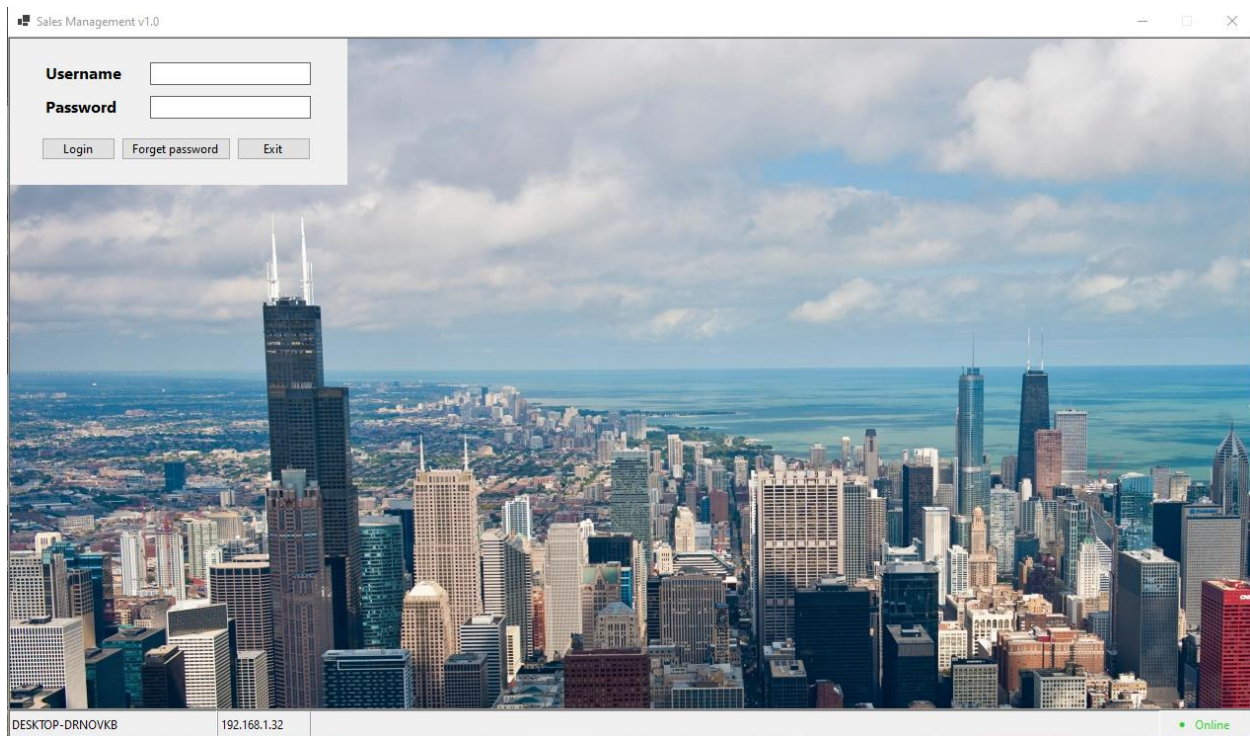 Sales Management v1.0
Username
Password
Login Forget password Exit
DESKTOP-DRNOVKB 192.168.1.32 Online